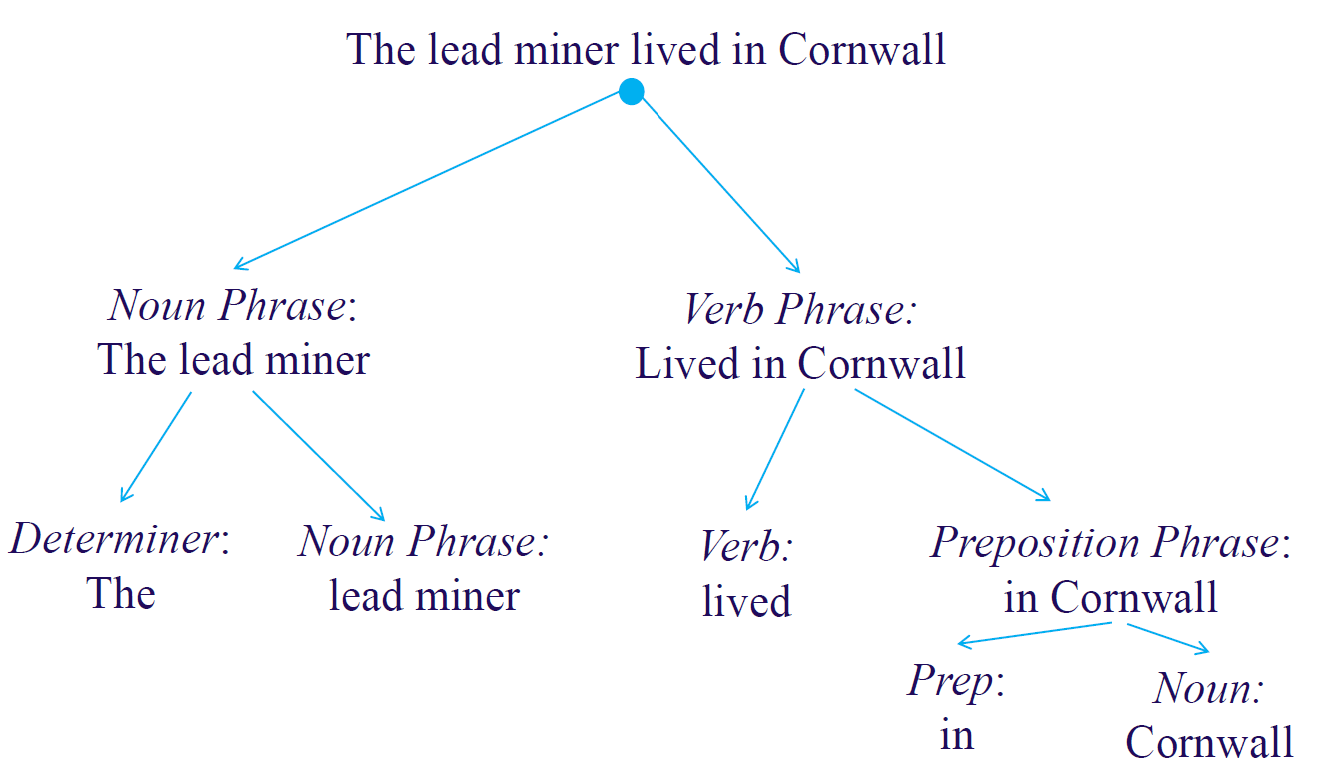 The lead miner lived in Cornwall
Noun Phrase:
The lead miner
Verb Phrase:
Lived in Cornwall
Determiner:
The
Noun Phrase:
lead miner
Verb:
lived
Preposition Phrase:
in Cornwall
Prep:
in
Noun:
Cornwall